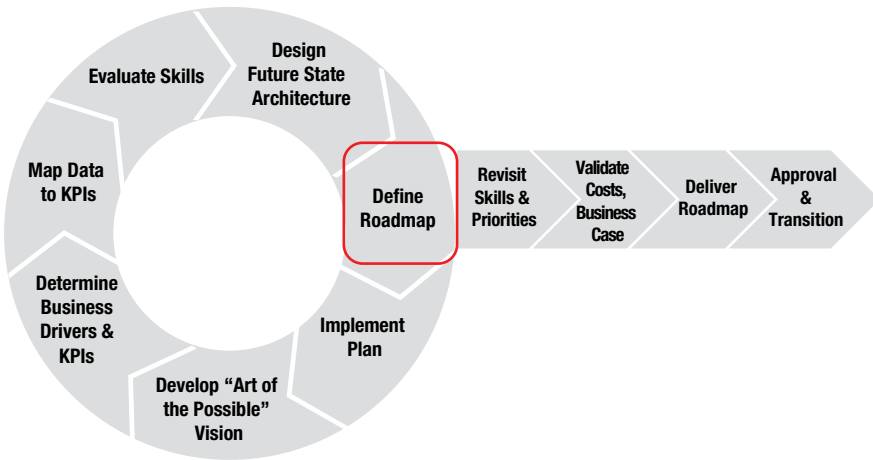 Design
Future State
Architecture
Evaluate Skills
Map Data
to KPIs
Define
Roadmap
Revisit
Skills &
Priorities
Validate
Costs,
Business
Case
Deliver
Roadmap
Approval
&
Transition
Determine
Business
Drivers &
KPIs
Implement
Plan
Develop “Art of
the Possible”
Vision